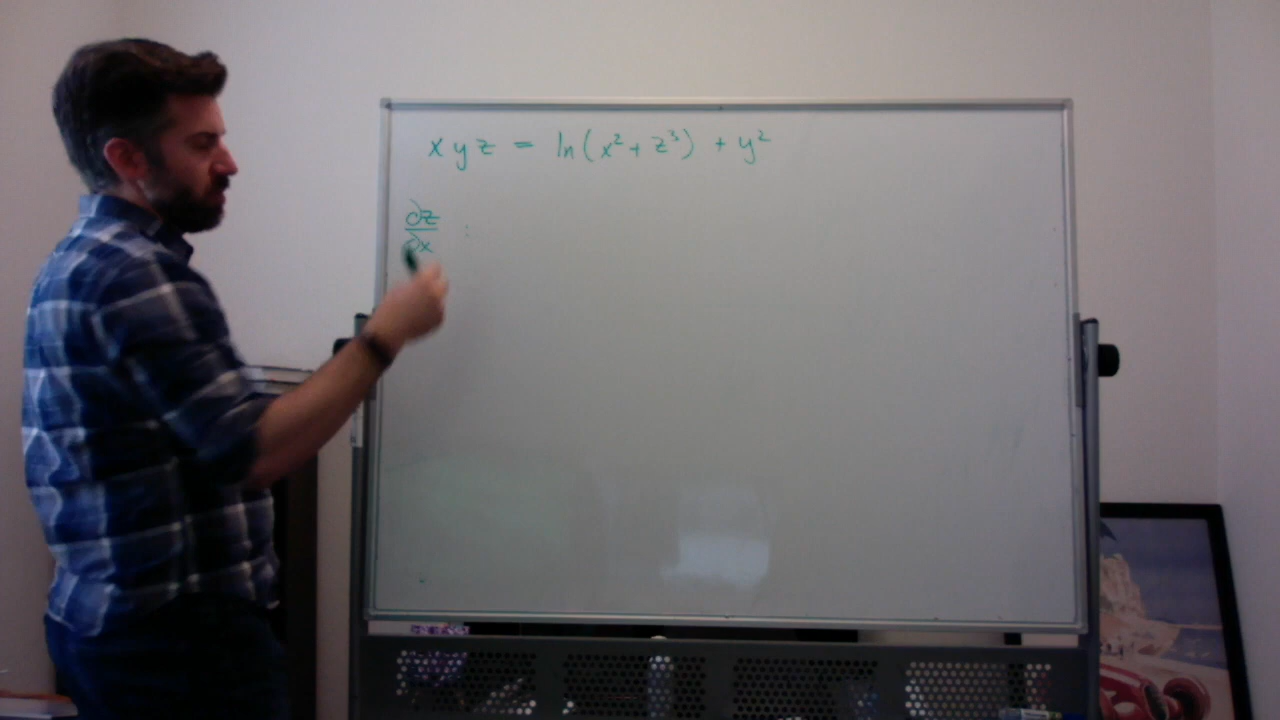 xyz = ln(x² + z³) + y²
∂z/∂x :